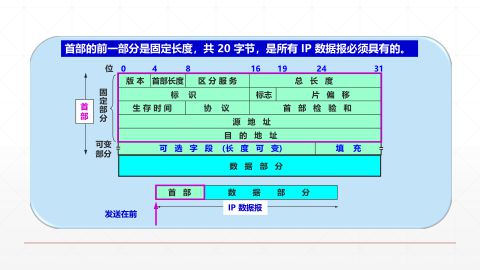 首部的前一部分是固定长度，共 20 字节，是所有 IP 数据报必须具有的。
位 0 4 8 16 19 24 31
版 本 首部长度 区 分 服 务 总 长 度
标 识 标志 片 偏 移
生 存 时 间 协 议 首 部 检 验 和
源 地 址
目 的 地 址
可 选 字 段 (长 度 可 变) 填 充
数 据 部 分
首部
固定部分
可变部分
首 部 数 据 部 分
IP 数据报
发送在前